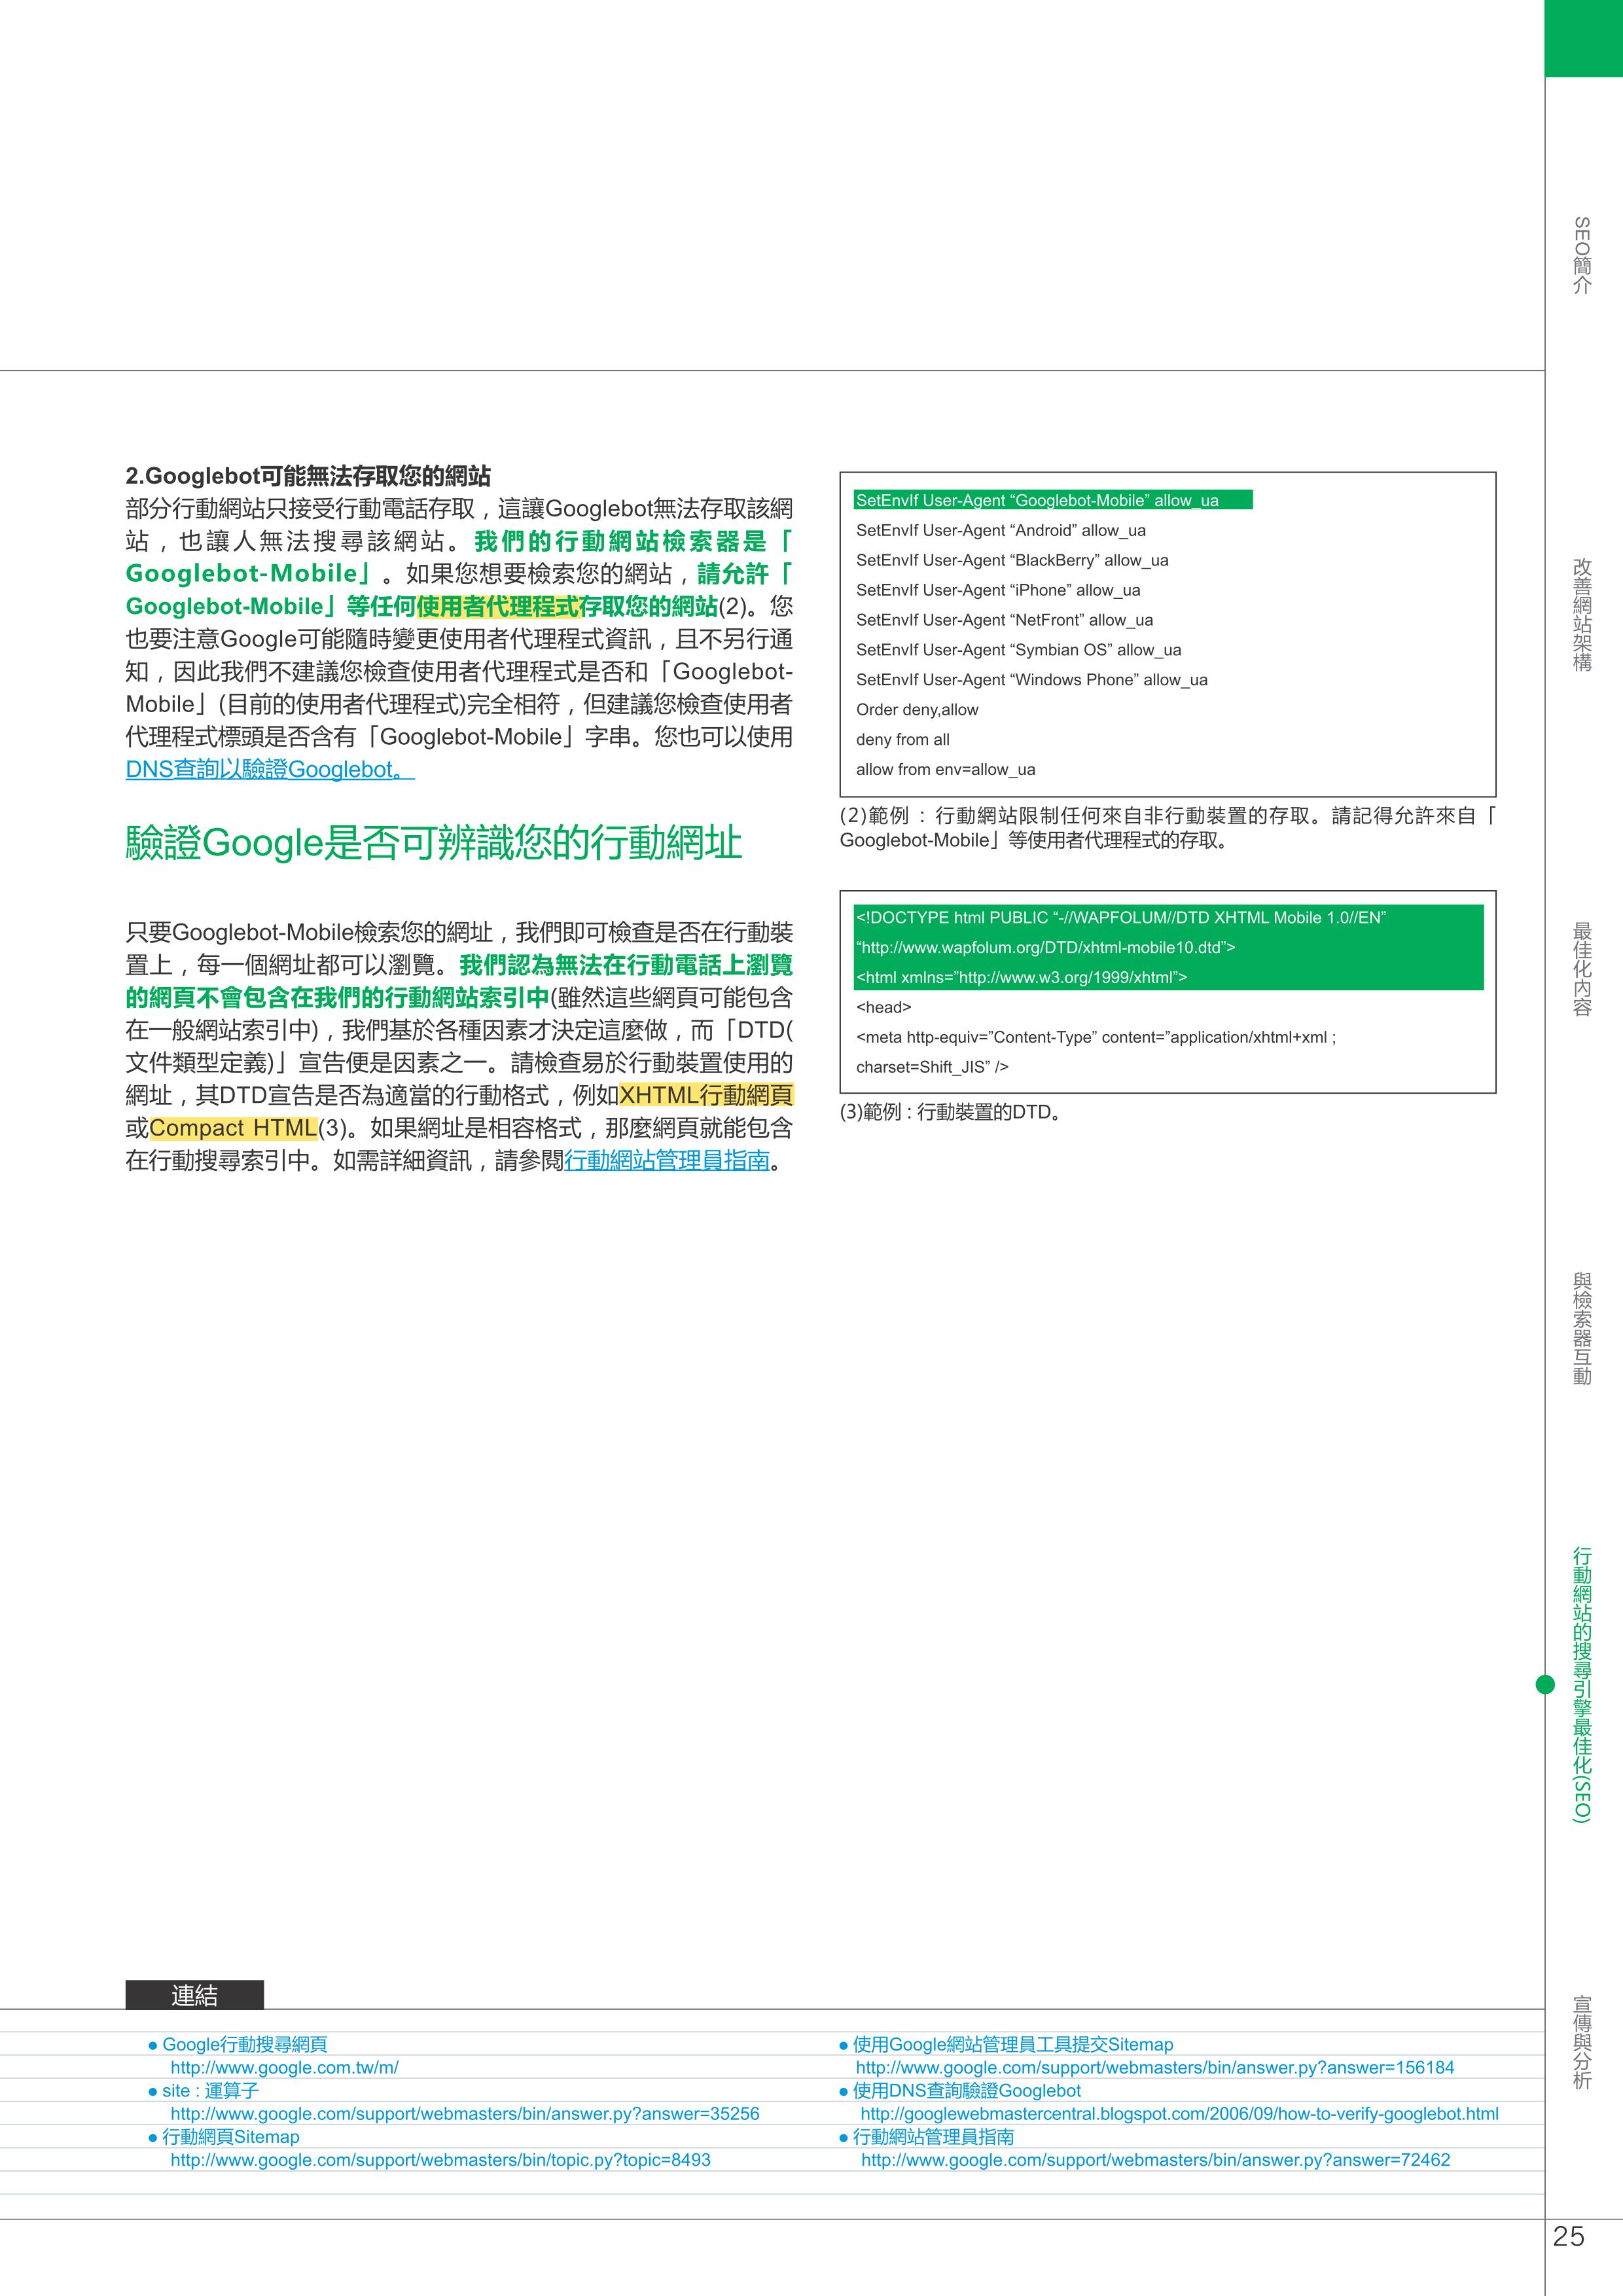 2.Googlebot可能無法存取您的網站
部分行動網站只接受行動電話存取，這讓Googlebot無法存取該網
站，也讓人無法搜尋該網站。我們的行動網站檢索器是「
Googlebot-Mobile」。如果您想要檢索您的網站，請允許「
Googlebot-Mobile」等任何使用者代理程式存取您的網站(2)。您
也要注意Google可能隨時變更使用者代理程式資訊，且不另行通
知，因此我們不建議您檢查使用者代理程式是否和「Googlebot-
Mobile」(目前的使用者代理程式)完全相符，但建議您檢查使用者
代理程式標頭是否含有「Googlebot-Mobile」字串。您也可以使用
DNS查詢以驗證Googlebot。
驗證Google是否可辨識您的行動網址
只要Googlebot-Mobile檢索您的網址，我們即可檢查是否在行動裝
置上，每一個網址都可以瀏覽。我們認為無法在行動電話上瀏覽
的網頁不會包含在我們的行動網站索引中(雖然這些網頁可能包含
在一般網站索引中)，我們基於各種因素才決定這麼做，而「DTD(
文件類型定義)」宣告便是因素之一。請檢查易於行動裝置使用的
網址，其DTD宣告是否為適當的行動格式，例如XHTML行動網頁
或Compact HTML(3)。如果網址是相容格式，那麼網頁就能包含
在行動搜尋索引中。如需詳細資訊，請參閱行動網站管理員指南。
SetEnvIf User-Agent “Googlebot-Mobile” allow_ua
SetEnvIf User-Agent “Android” allow_ua
SetEnvIf User-Agent “BlackBerry” allow_ua
SetEnvIf User-Agent “iPhone” allow_ua
SetEnvIf User-Agent “NetFront” allow_ua
SetEnvIf User-Agent “Symbian OS” allow_ua
SetEnvIf User-Agent “Windows Phone” allow_ua
Order deny,allow
deny from all
allow from env=allow_ua
(2)範例：行動網站限制任何來自非行動裝置的存取。請記得允許來自「
Googlebot-Mobile」等使用者代理程式的存取。
<!DOCTYPE html PUBLIC “-//WAPFOLUM//DTD XHTML Mobile 1.0//EN”
“http://www.wapfolum.org/DTD/xhtml-mobile10.dtd”>
<html xmlns=”http://www.w3.org/1999/xhtml”>
<head>
<meta http-equiv=”Content-Type” content=”application/xhtml+xml ;
charset=Shift_JIS” />
(3)範例：行動裝置的DTD。
連結
● Google行動搜尋網頁
http://www.google.com.tw/m/
● site：運算子
http://www.google.com/support/webmasters/bin/answer.py?answer=35256
● 行動網頁Sitemap
http://www.google.com/support/webmasters/bin/topic.py?topic=8493
● 使用Google網站管理員工具提交Sitemap
http://www.google.com/support/webmasters/bin/answer.py?answer=156184
● 使用DNS查詢驗證Googlebot
http://googlewebmastercentral.blogspot.com/2006/09/how-to-verify-googlebot.html
● 行動網站管理員指南
http://www.google.com/support/webmasters/bin/answer.py?answer=72462
SEO簡介
改善網站架構
最佳化內容
與檢索器互動
行動網站的搜尋引擎最佳化(SEO)
宣傳與分析
25